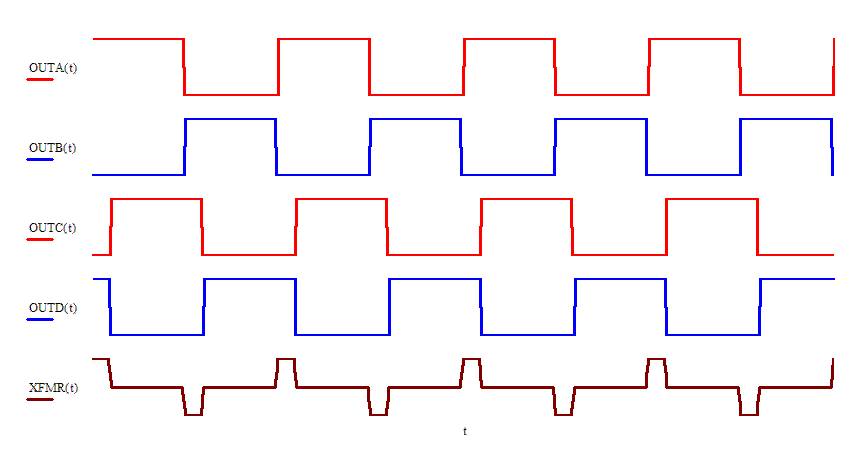 OUTA(t)
OUTB(t)
OUTC(t)
OUTD(t)
XFMR(t)
t